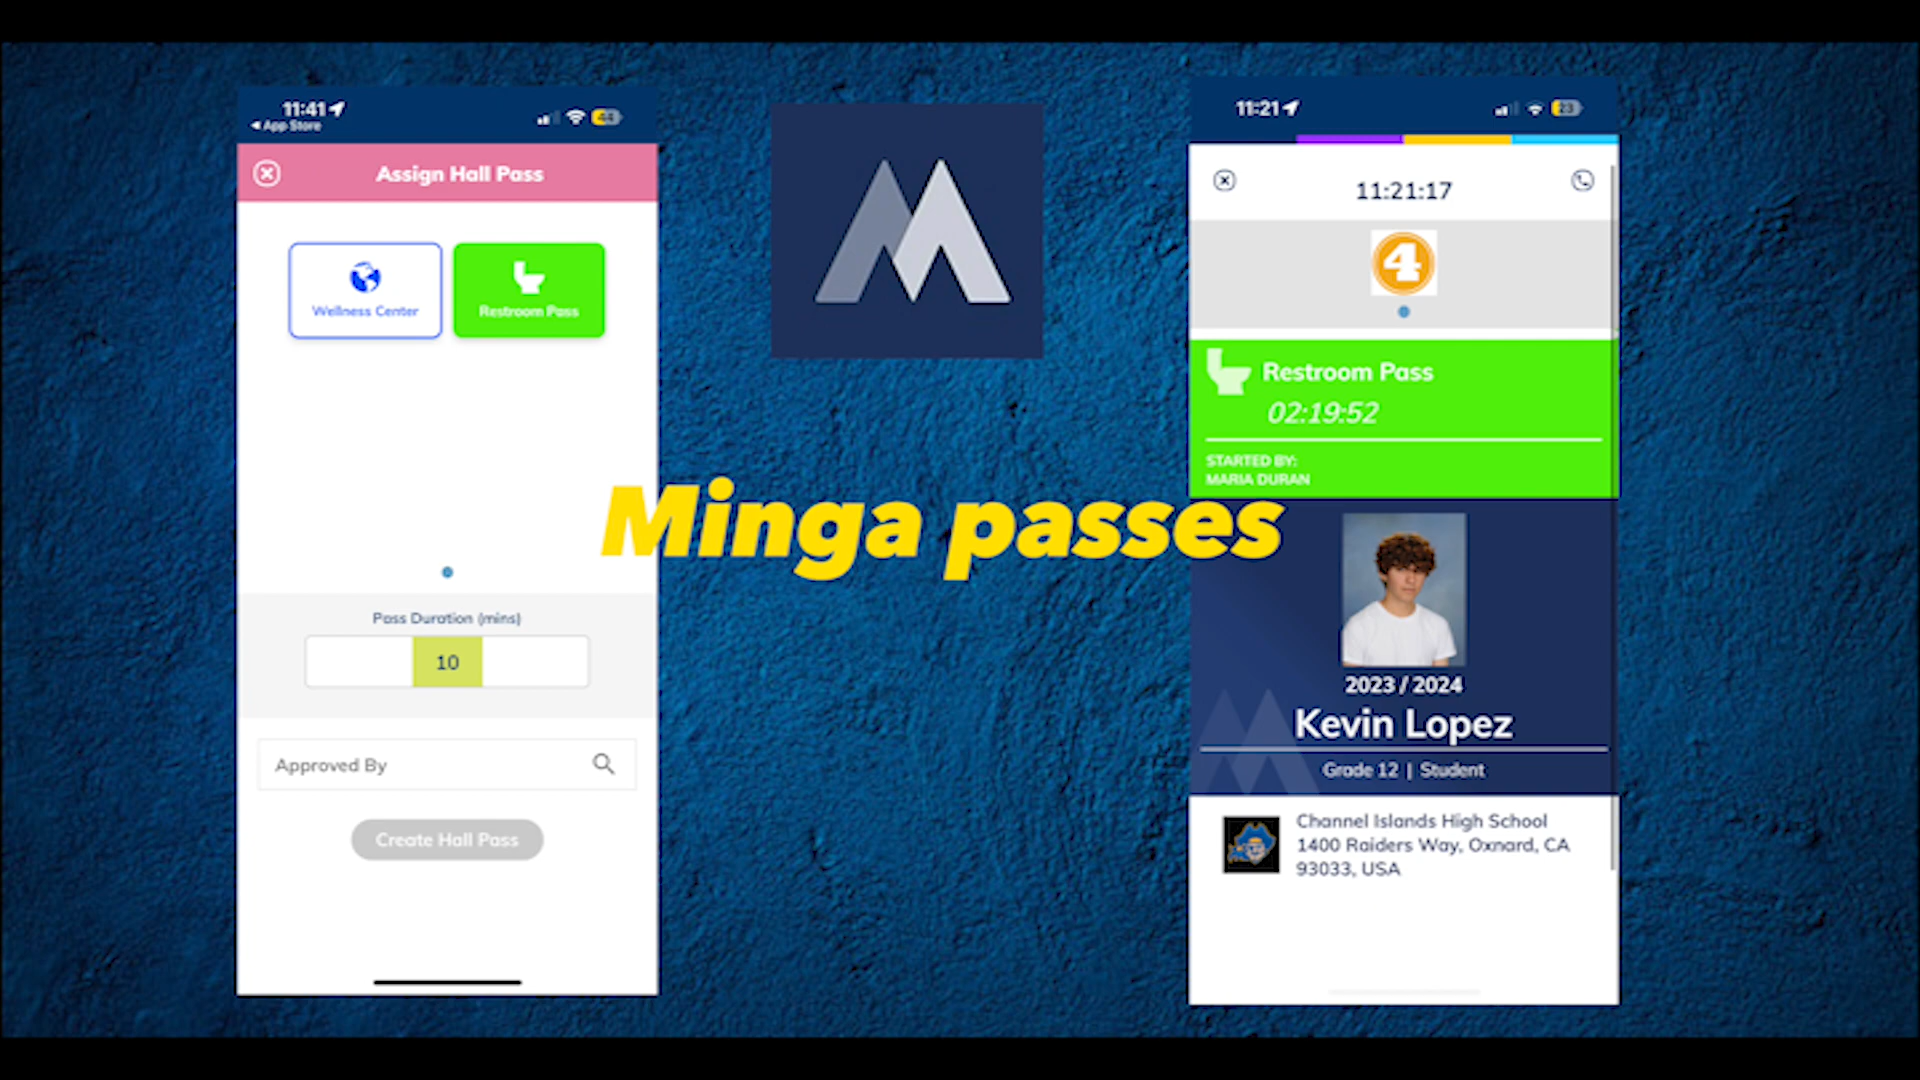 11:41
App Store
44
Assign Hall Pass
Wellness Center
Restroom Pass
Pass Duration (mins)
10
Approved By
Create Hall Pass
Minga passes
11:21
23
11:21:17
4
Restroom Pass
02:19:52
STARTED BY:
MARIA DURAN
2023 / 2024
Kevin Lopez
Grade 12 | Student
Channel Islands High School
1400 Raiders Way, Oxnard, CA
93033, USA